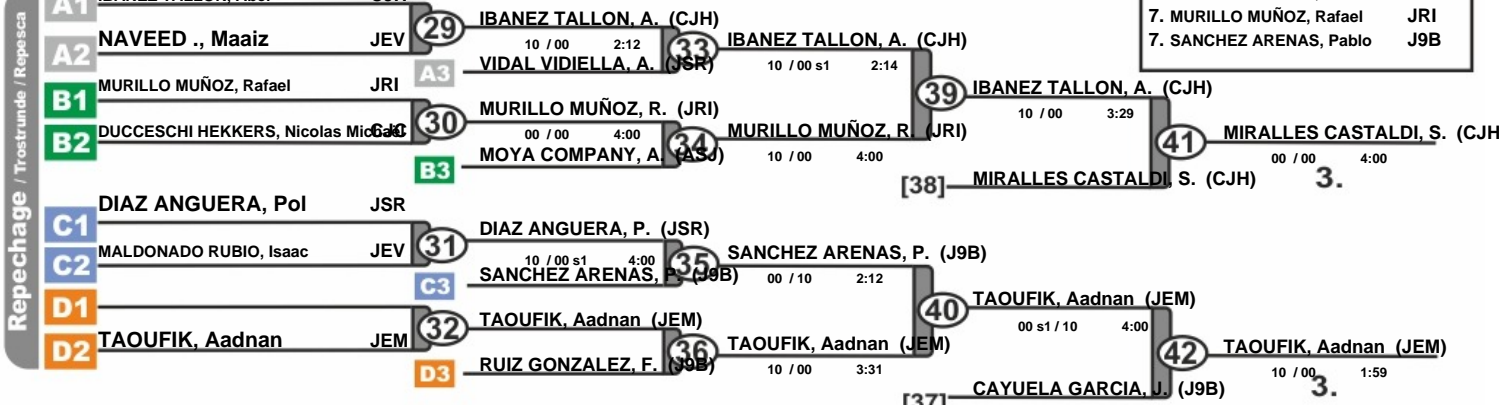 Repechage / Trostrunde / Repesca
A1
A2 NAVEED ., Maaiz JEV
B1 MURILLO MUÑOZ, Rafael JRI
B2 DUCCESCHI HEKKERS, Nicolas Michael CJC
C1 DIAZ ANGUERA, Pol JSR
C2 MALDONADO RUBIO, Isaac JEV
D1
D2 TAOUFIK, Aadnan JEM
29 IBANEZ TALLON, A. (CJH)
10 / 00 2:12
A3 VIDAL VIDIELLA, A. (JSR)
30 MURILLO MUÑOZ, R. (JRI)
00 / 00 4:00
B3 MOYA COMPANY, A. (ASJ)
31 DIAZ ANGUERA, P. (JSR)
10 / 00 s1 4:00
C3 SANCHEZ ARENAS, P. (J9B)
32 TAOUFIK, Aadnan (JEM)
D3 RUIZ GONZALEZ, F. (J9B)
33 IBANEZ TALLON, A. (CJH)
10 / 00 s1 2:14
34 MURILLO MUÑOZ, R. (JRI)
10 / 00 4:00
35 SANCHEZ ARENAS, P. (J9B)
00 / 10 2:12
36 TAOUFIK, Aadnan (JEM)
10 / 00 3:31
39 IBANEZ TALLON, A. (CJH)
10 / 00 3:29
[38] MIRALLES CASTALDI, S. (CJH)
40 TAOUFIK, Aadnan (JEM)
00 s1 / 10 4:00
[37] CAYUELA GARCIA, J. (J9B)
41 MIRALLES CASTALDI, S. (CJH
00 / 00 4:00
3.
42 TAOUFIK, Aadnan (JEM)
10 / 00 1:59
3.
7. MURILLO MUÑOZ, Rafael JRI
7. SANCHEZ ARENAS, Pablo J9B